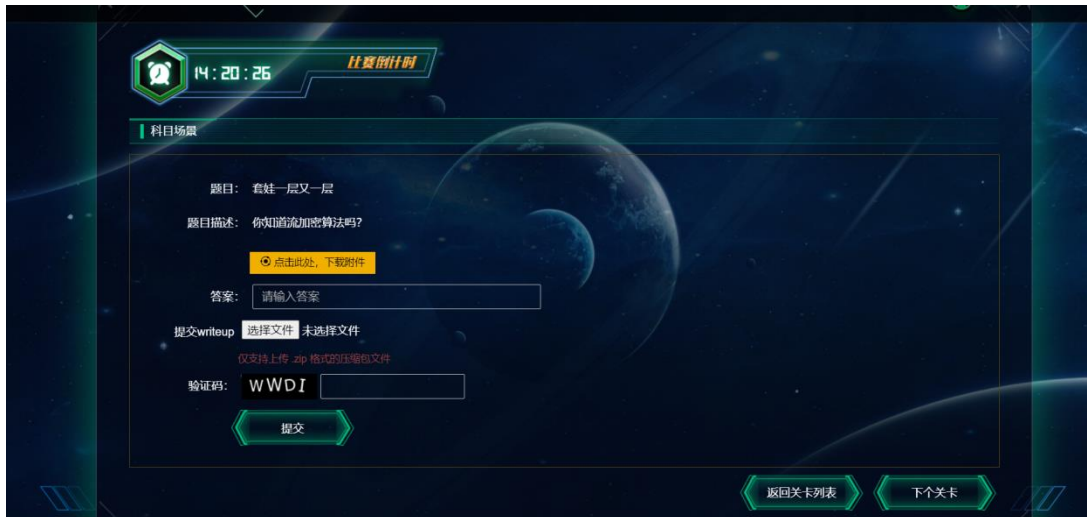 14:20:26
比赛倒计时
科目场景
题目: 套娃一层又一层
题目描述: 你知道流加密算法吗?
点击此处, 下载附件
答案: 请输入答案
提交writeup 选择文件 未选择文件
仅支持上传 .zip 格式的压缩包文件
验证码: WWDI
提交
返回关卡列表 下个关卡